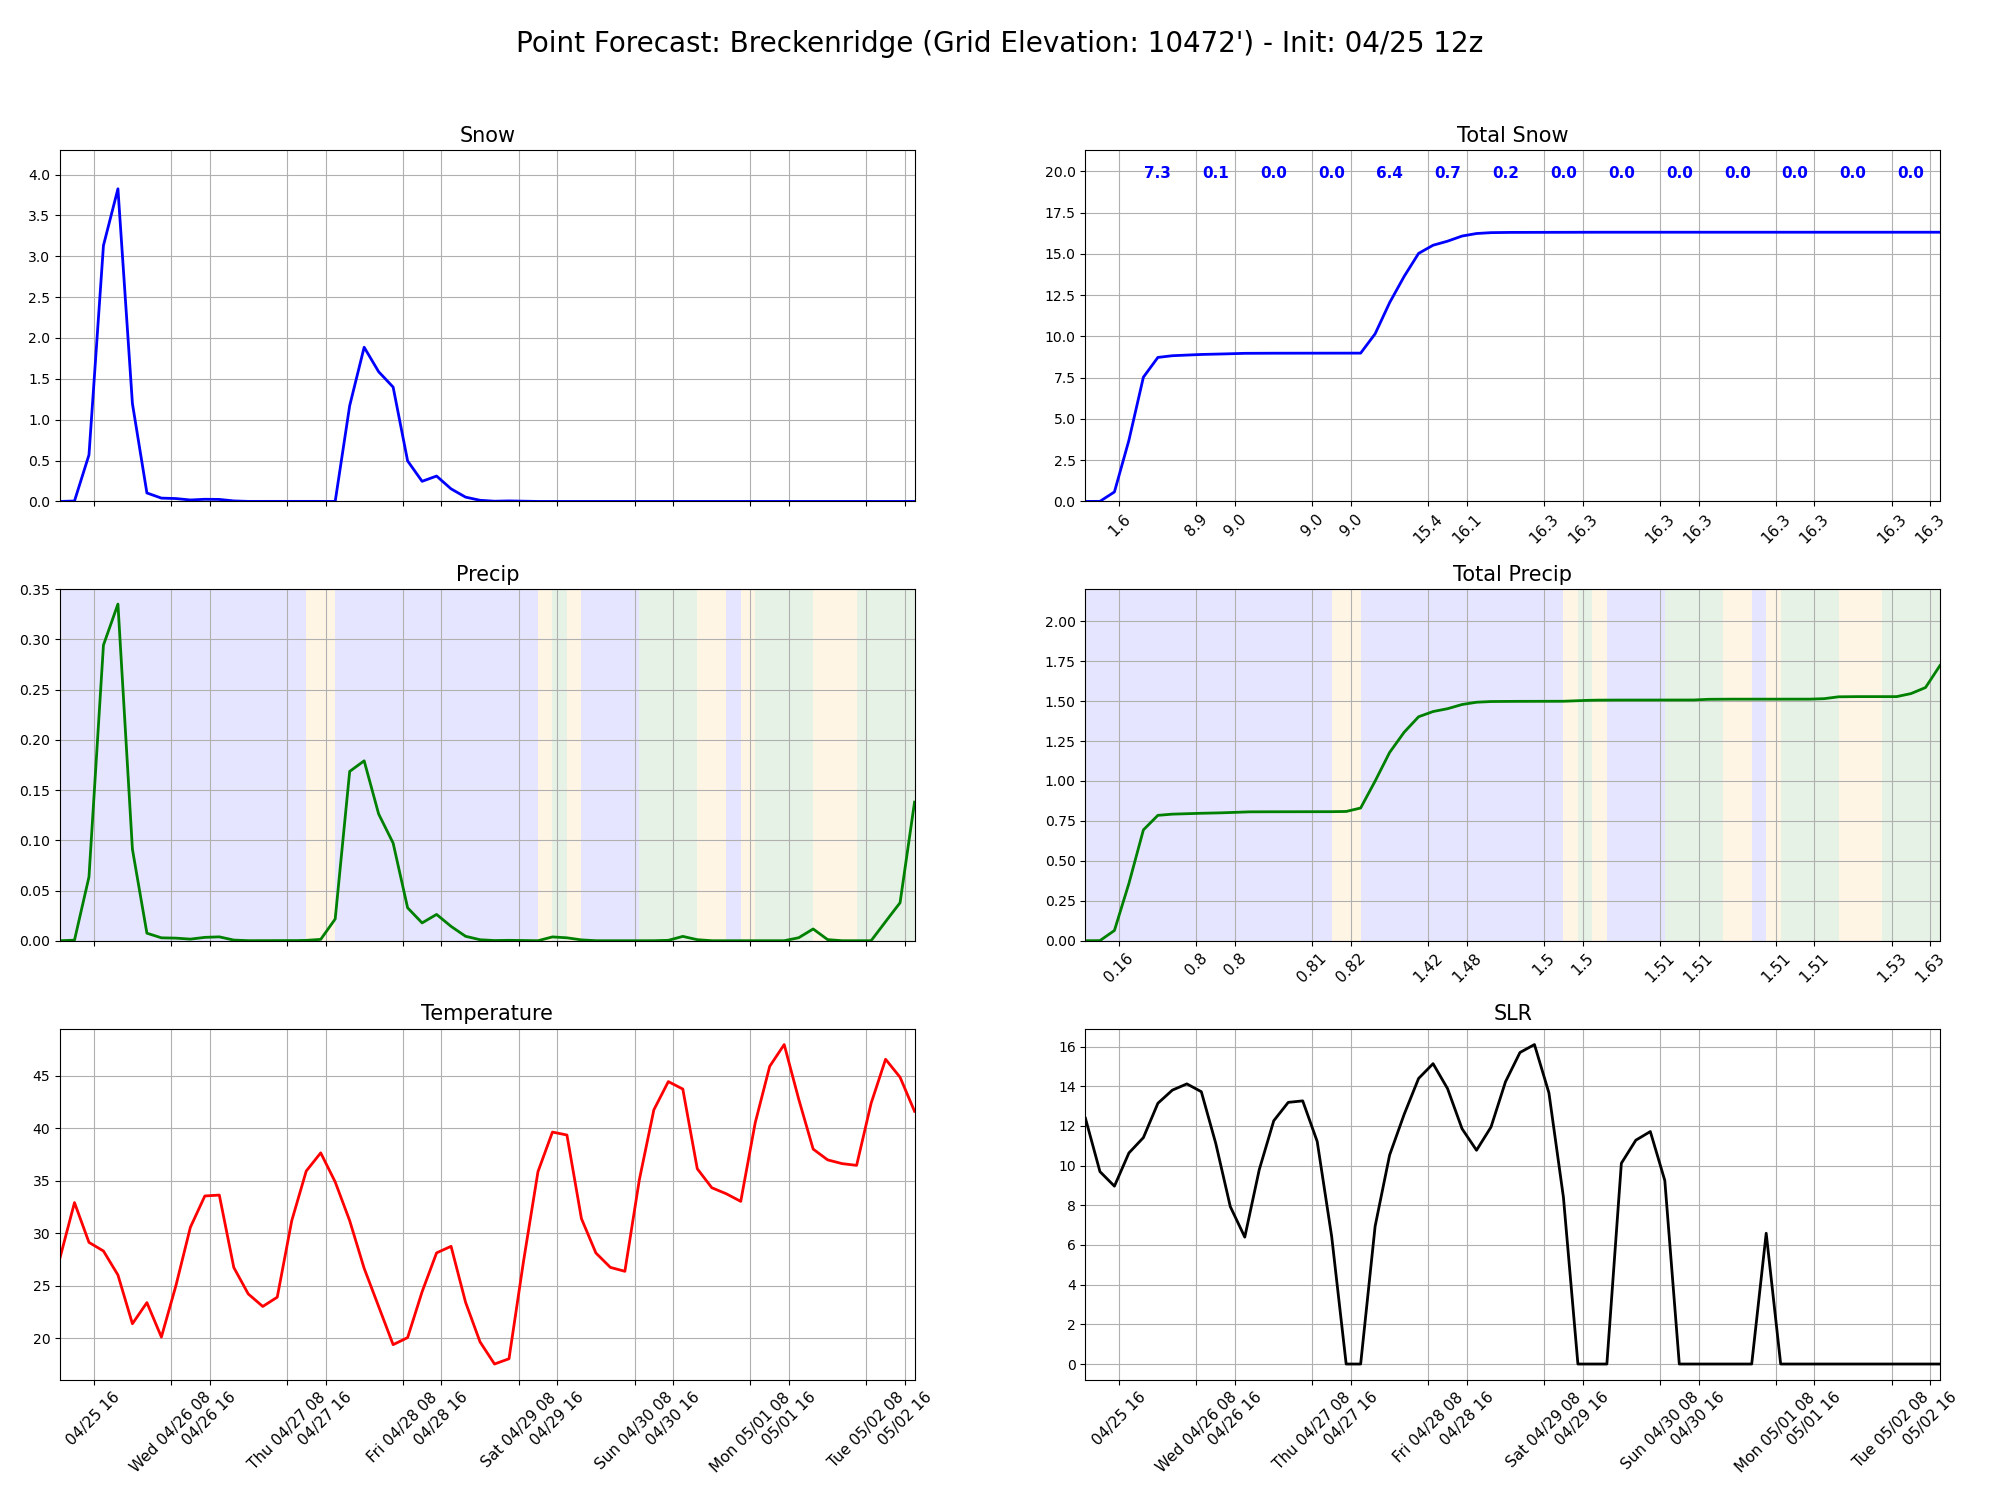 Point Forecast: Breckenridge (Grid Elevation: 10472') - Init: 04/25 12z
Snow
4.0
3.5
3.0
2.5
2.0
1.5
1.0
0.5
0.0
Total Snow
7.3 0.1 0.0 0.0 6.4 0.7 0.2 0.0 0.0 0.0 0.0 0.0 0.0 0.0
20.0
17.5
15.0
12.5
10.0
7.5
5.0
2.5
0.0
1.6 8.9 9.0 9.0 9.0 15.4 16.1 16.3 16.3 16.3 16.3 16.3 16.3 16.3 16.3
Precip
0.35
0.30
0.25
0.20
0.15
0.10
0.05
0.00
Total Precip
2.00
1.75
1.50
1.25
1.00
0.75
0.50
0.25
0.00
0.16 0.8 0.8 0.81 0.82 1.42 1.48 1.5 1.5 1.51 1.51 1.51 1.51 1.53 1.63
Temperature
45
40
35
30
25
20
04/25 16
Wed 04/26 08
04/26 16
Thu 04/27 08
04/27 16
Fri 04/28 08
04/28 16
Sat 04/29 08
04/29 16
Sun 04/30 08
04/30 16
Mon 05/01 08
05/01 16
Tue 05/02 08
05/02 16
SLR
16
14
12
10
8
6
4
2
0
04/25 16
Wed 04/26 08
04/26 16
Thu 04/27 08
04/27 16
Fri 04/28 08
04/28 16
Sat 04/29 08
04/29 16
Sun 04/30 08
04/30 16
Mon 05/01 08
05/01 16
Tue 05/02 08
05/02 16